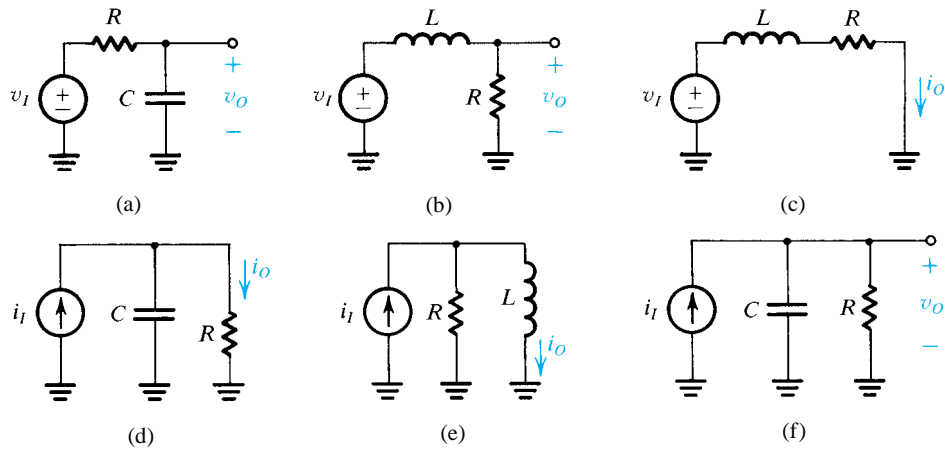 R
v_I
+
−
C
+
v_O
−
(a)
L
v_I
+
−
R
+
v_O
−
(b)
L
R
v_I
+
−
i_O
(c)
i_I
C
R
i_O
(d)
i_I
R
L
i_O
(e)
i_I
C
R
+
v_O
−
(f)